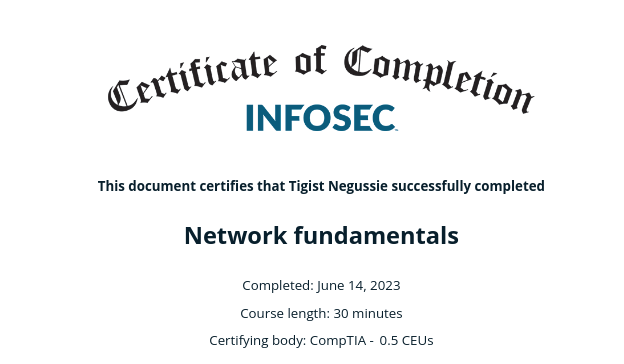 Certificate of Completion
INFOSEC
This document certifies that Tigist Negussie successfully completed
Network fundamentals
Completed: June 14, 2023
Course length: 30 minutes
Certifying body: CompTIA - 0.5 CEUs